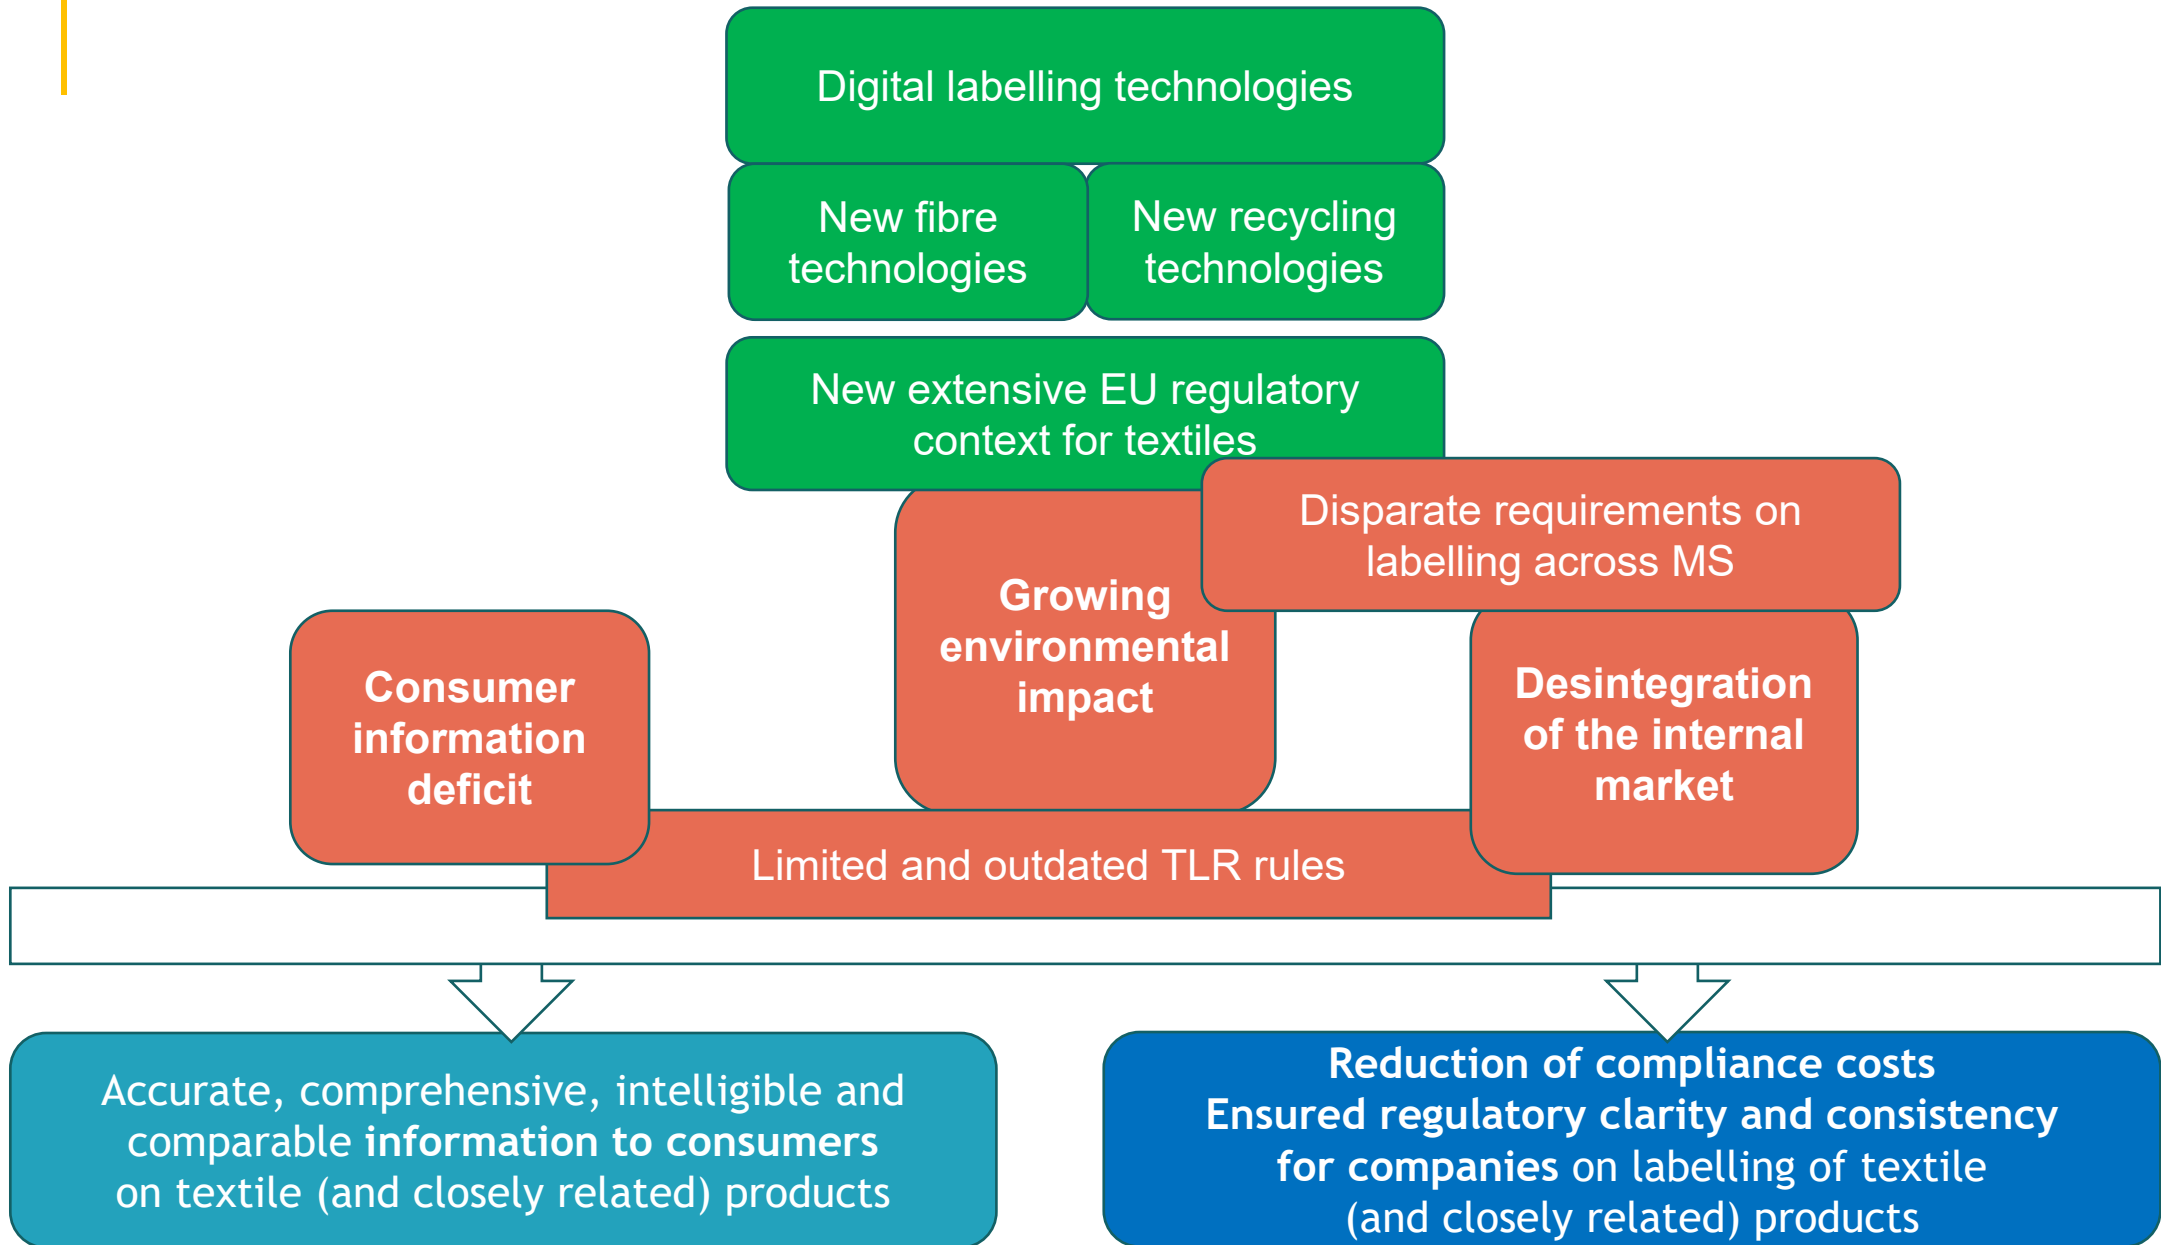 Digital labelling technologies
New fibre
technologies
New recycling
technologies
New extensive EU regulatory
context for textiles
Disparate requirements on
labelling across MS
Growing
environmental
impact
Consumer
information
deficit
Desintegration
of the internal
market
Limited and outdated TLR rules
Accurate, comprehensive, intelligible and
comparable information to consumers
on textile (and closely related) products
Reduction of compliance costs
Ensured regulatory clarity and consistency
for companies on labelling of textile
(and closely related) products